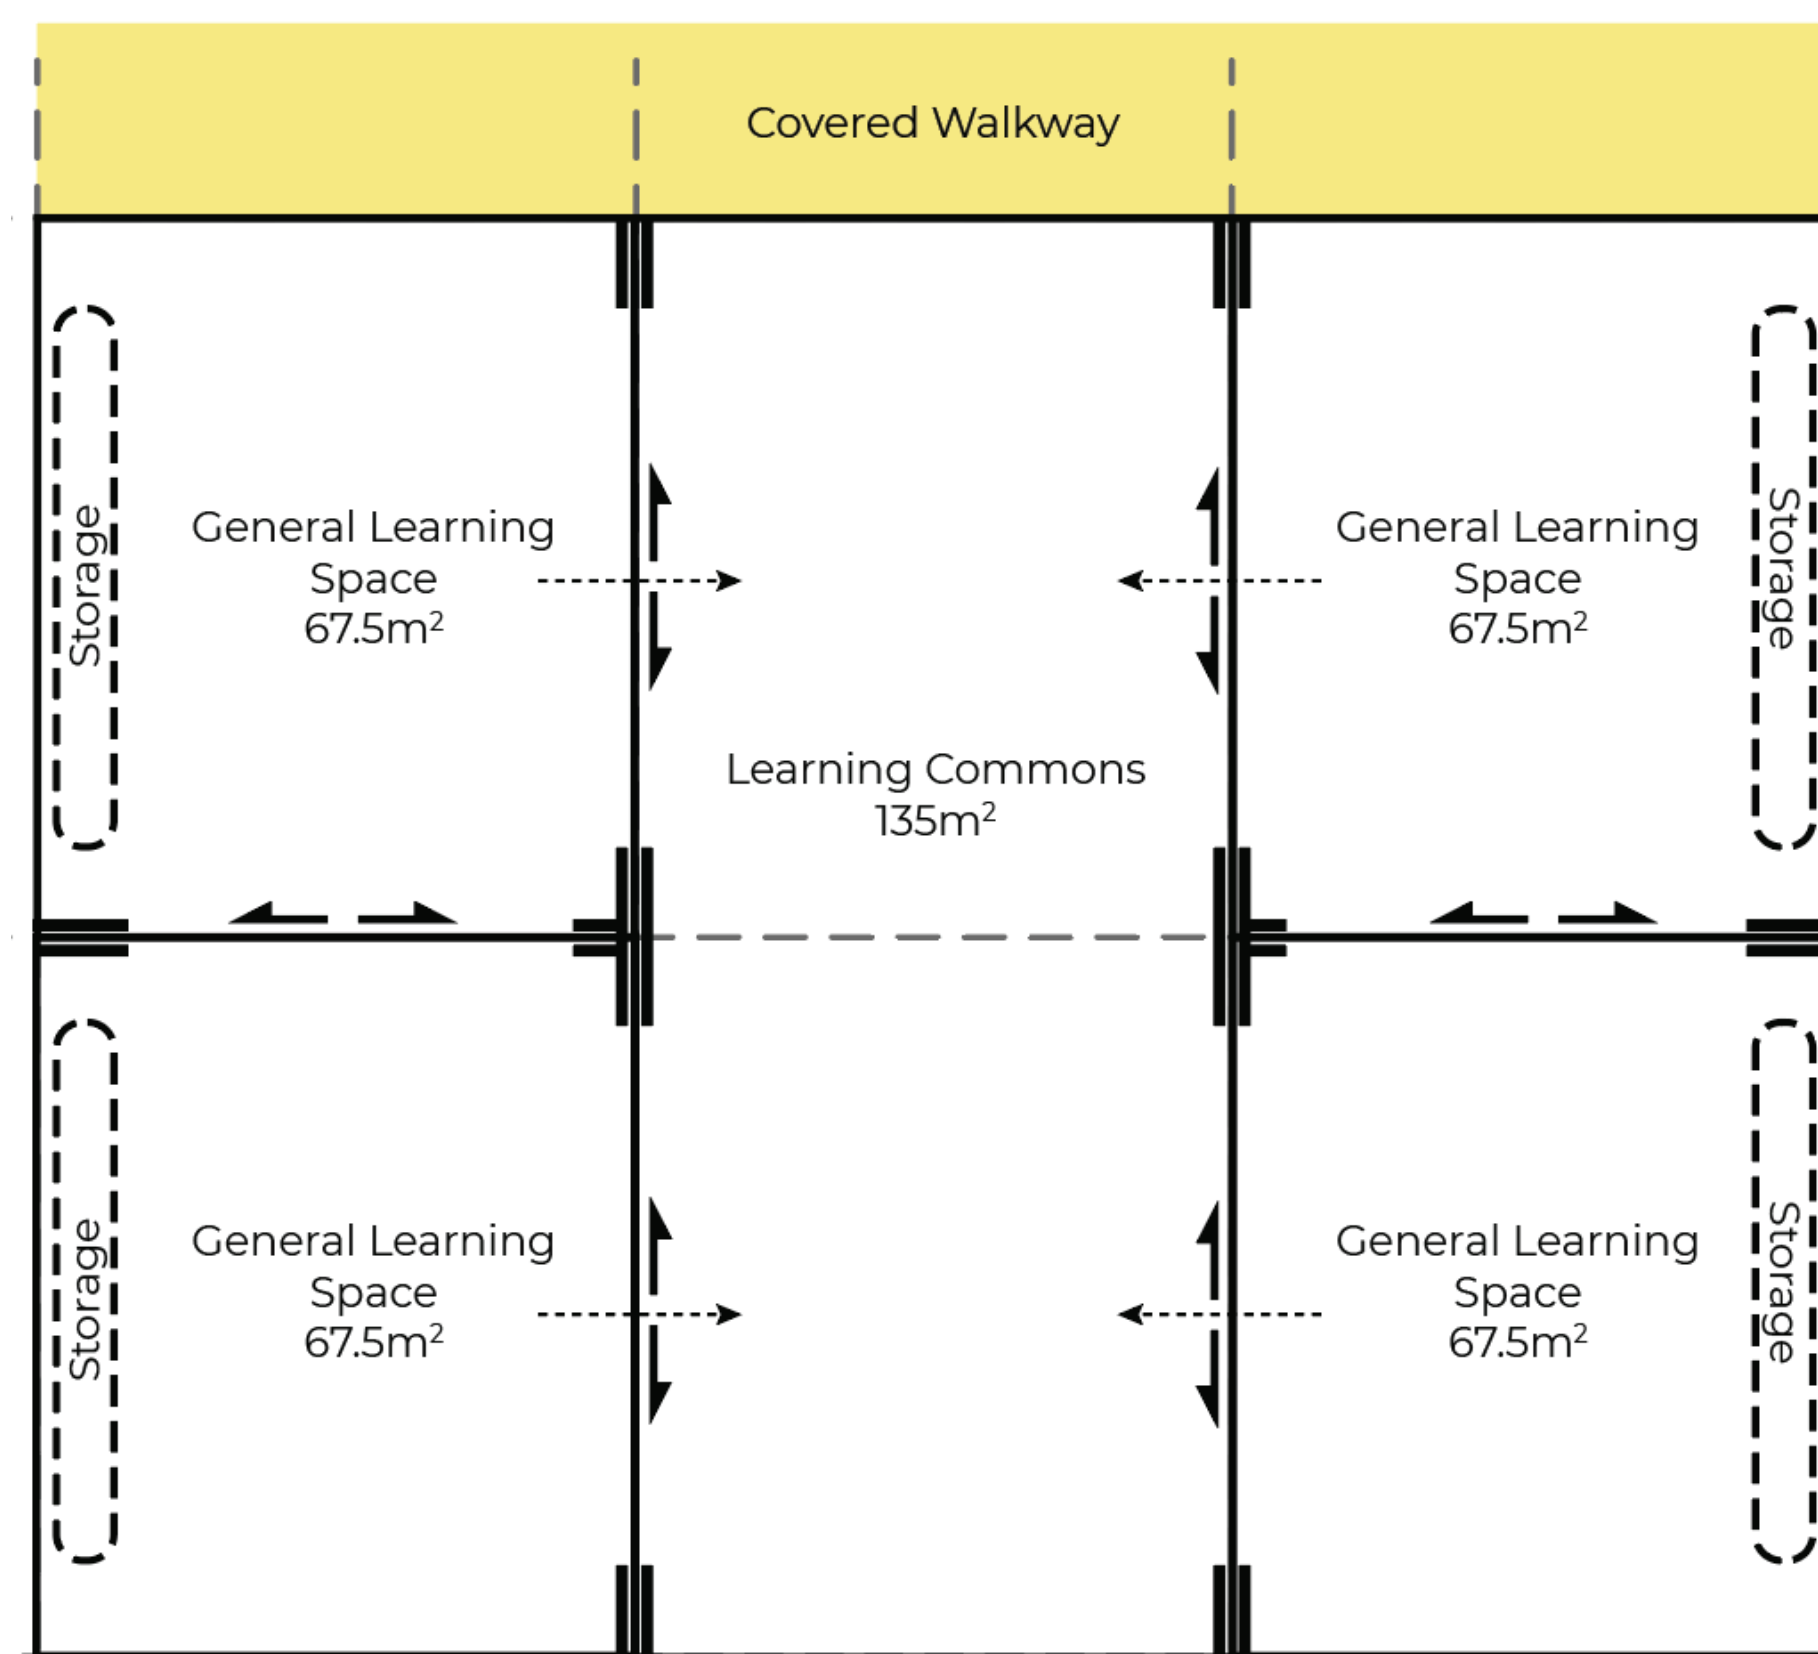 Covered Walkway
Storage
General Learning
Space
67.5m²
General Learning
Space
67.5m²
Storage
Learning Commons
135m²
Storage
General Learning
Space
67.5m²
General Learning
Space
67.5m²
Storage